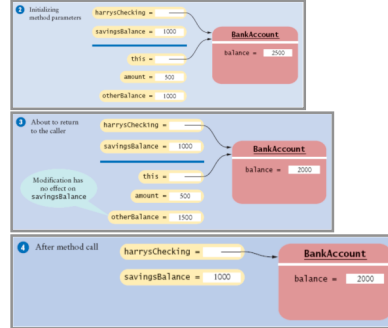 2 Initializing
method parameters
harrysChecking =
savingsBalance = 1000
BankAccount
balance = 2500
this =
amount = 500
otherBalance = 1000
3 About to return
to the caller
harrysChecking =
savingsBalance = 1000
BankAccount
balance = 2000
this =
amount = 500
otherBalance = 1500
Modification has
no effect on
savingsBalance
4 After method call
harrysChecking =
savingsBalance = 1000
BankAccount
balance = 2000